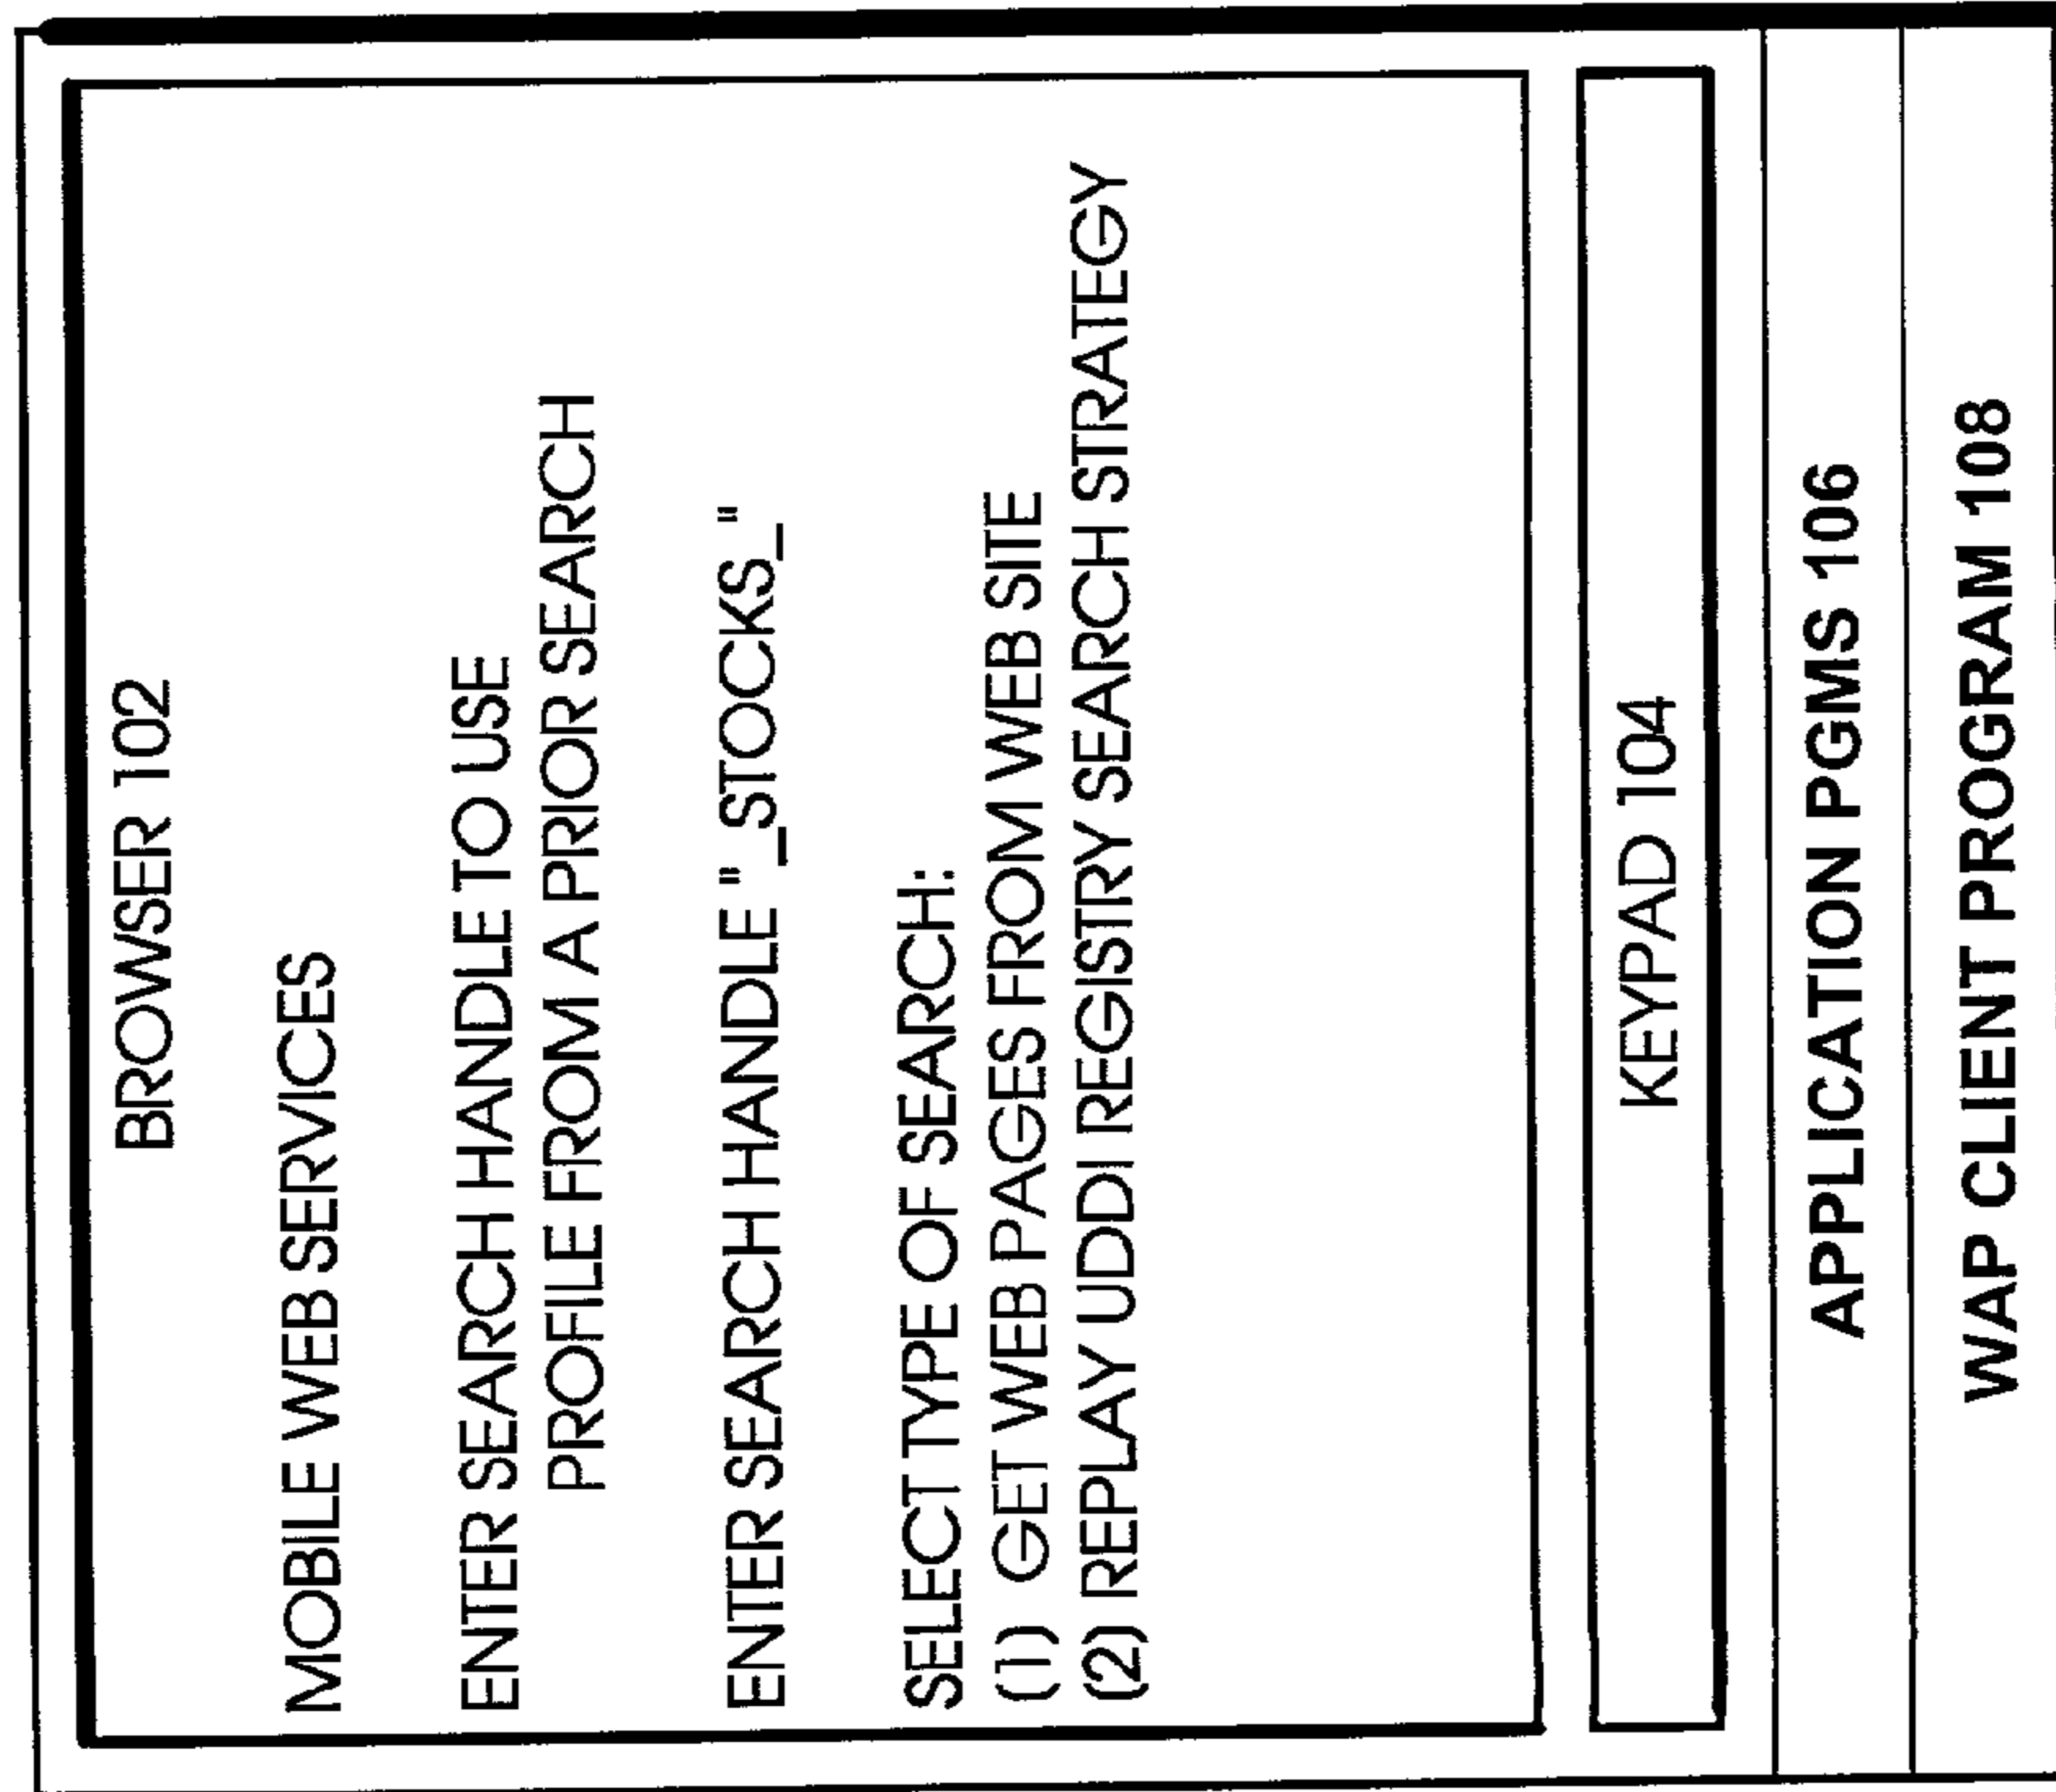 BROWSER 102
MOBILE WEB SERVICES
ENTER SEARCH HANDLE TO USE
PROFILE FROM A PRIOR SEARCH
ENTER SEARCH HANDLE "_STOCKS_"
SELECT TYPE OF SEARCH:
(1) GET WEB PAGES FROM WEB SITE
(2) REPLAY UDDI REGISTRY SEARCH STRATEGY
KEYPAD 104
APPLICATION PGMS 106
WAP CLIENT PROGRAM 108